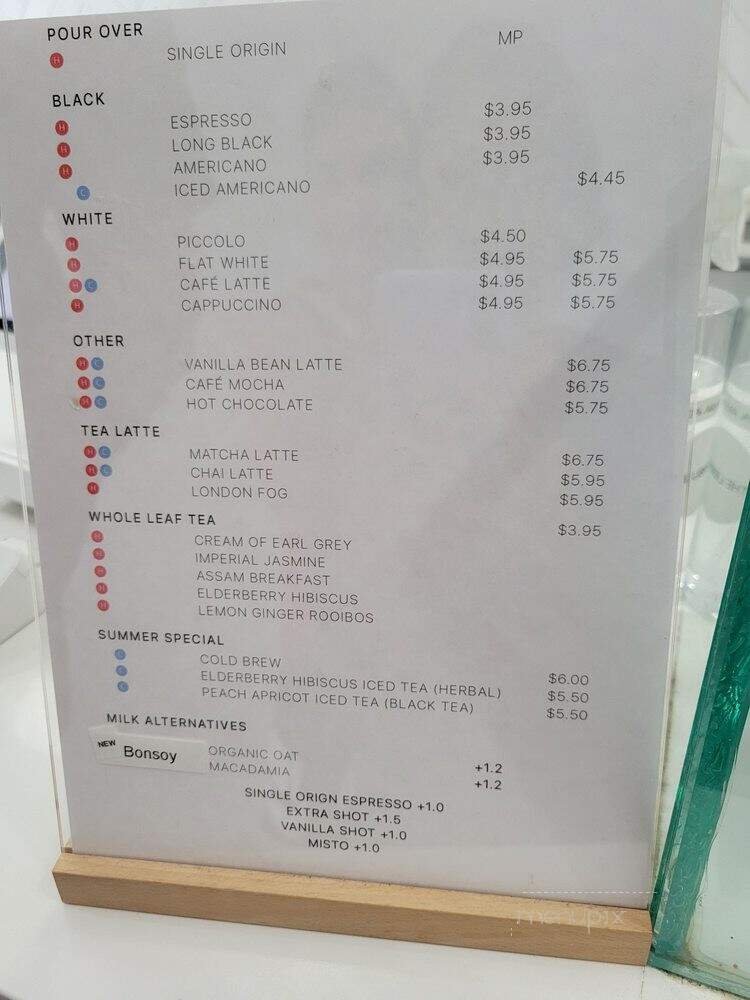 POUR OVER
H SINGLE ORIGIN MP
BLACK
H ESPRESSO $3.95
H LONG BLACK $3.95
H AMERICANO $3.95
C ICED AMERICANO $4.45
WHITE
H PICCOLO $4.50
H FLAT WHITE $4.95 $5.75
H C CAFÉ LATTE $4.95 $5.75
H CAPPUCCINO $4.95 $5.75
OTHER
H C VANILLA BEAN LATTE $6.75
H C CAFÉ MOCHA $6.75
H C HOT CHOCOLATE $5.75
TEA LATTE
H C MATCHA LATTE $6.75
H C CHAI LATTE $5.95
H LONDON FOG $5.95
WHOLE LEAF TEA $3.95
H CREAM OF EARL GREY
H IMPERIAL JASMINE
H ASSAM BREAKFAST
H ELDERBERRY HIBISCUS
H LEMON GINGER ROOIBOS
SUMMER SPECIAL
C COLD BREW $6.00
C ELDERBERRY HIBISCUS ICED TEA (HERBAL) $5.50
C PEACH APRICOT ICED TEA (BLACK TEA) $5.50
MILK ALTERNATIVES
NEW Bonsoy
ORGANIC OAT +1.2
MACADAMIA +1.2
SINGLE ORIGN ESPRESSO +1.0
EXTRA SHOT +1.5
VANILLA SHOT +1.0
MISTO +1.0
menupix